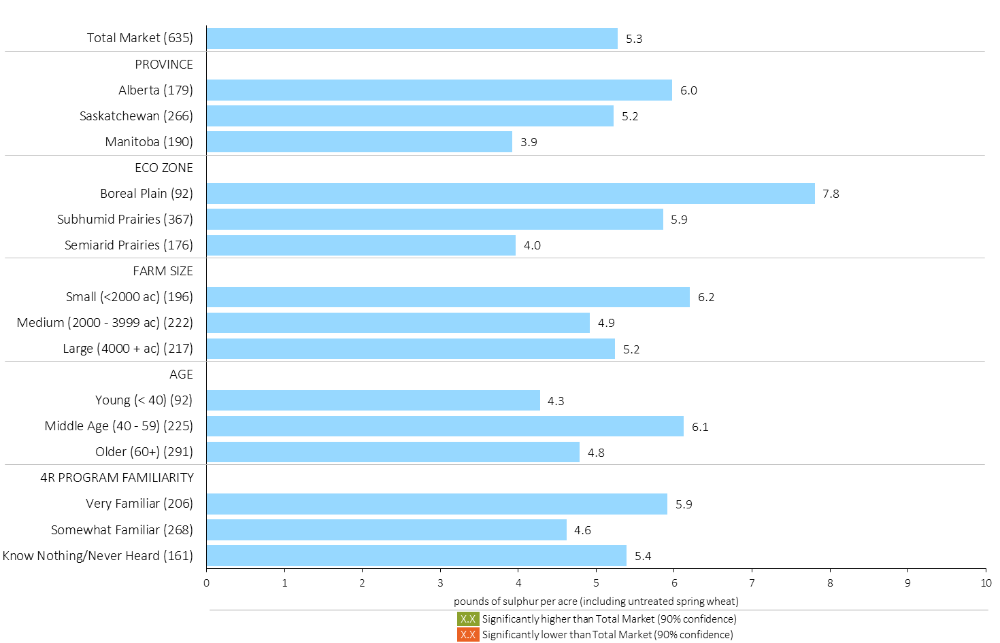 Total Market (635) 5.3
PROVINCE
Alberta (179) 6.0
Saskatchewan (266) 5.2
Manitoba (190) 3.9
ECO ZONE
Boreal Plain (92) 7.8
Subhumid Prairies (367) 5.9
Semiarid Prairies (176) 4.0
FARM SIZE
Small (<2000 ac) (196) 6.2
Medium (2000 - 3999 ac) (222) 4.9
Large (4000 + ac) (217) 5.2
AGE
Young (< 40) (92) 4.3
Middle Age (40 - 59) (225) 6.1
Older (60+) (291) 4.8
4R PROGRAM FAMILIARITY
Very Familiar (206) 5.9
Somewhat Familiar (268) 4.6
Know Nothing/Never Heard (161) 5.4
0 1 2 3 4 5 6 7 8 9 10
pounds of sulphur per acre (including untreated spring wheat)
X.X Significantly higher than Total Market (90% confidence)
X.X Significantly lower than Total Market (90% confidence)